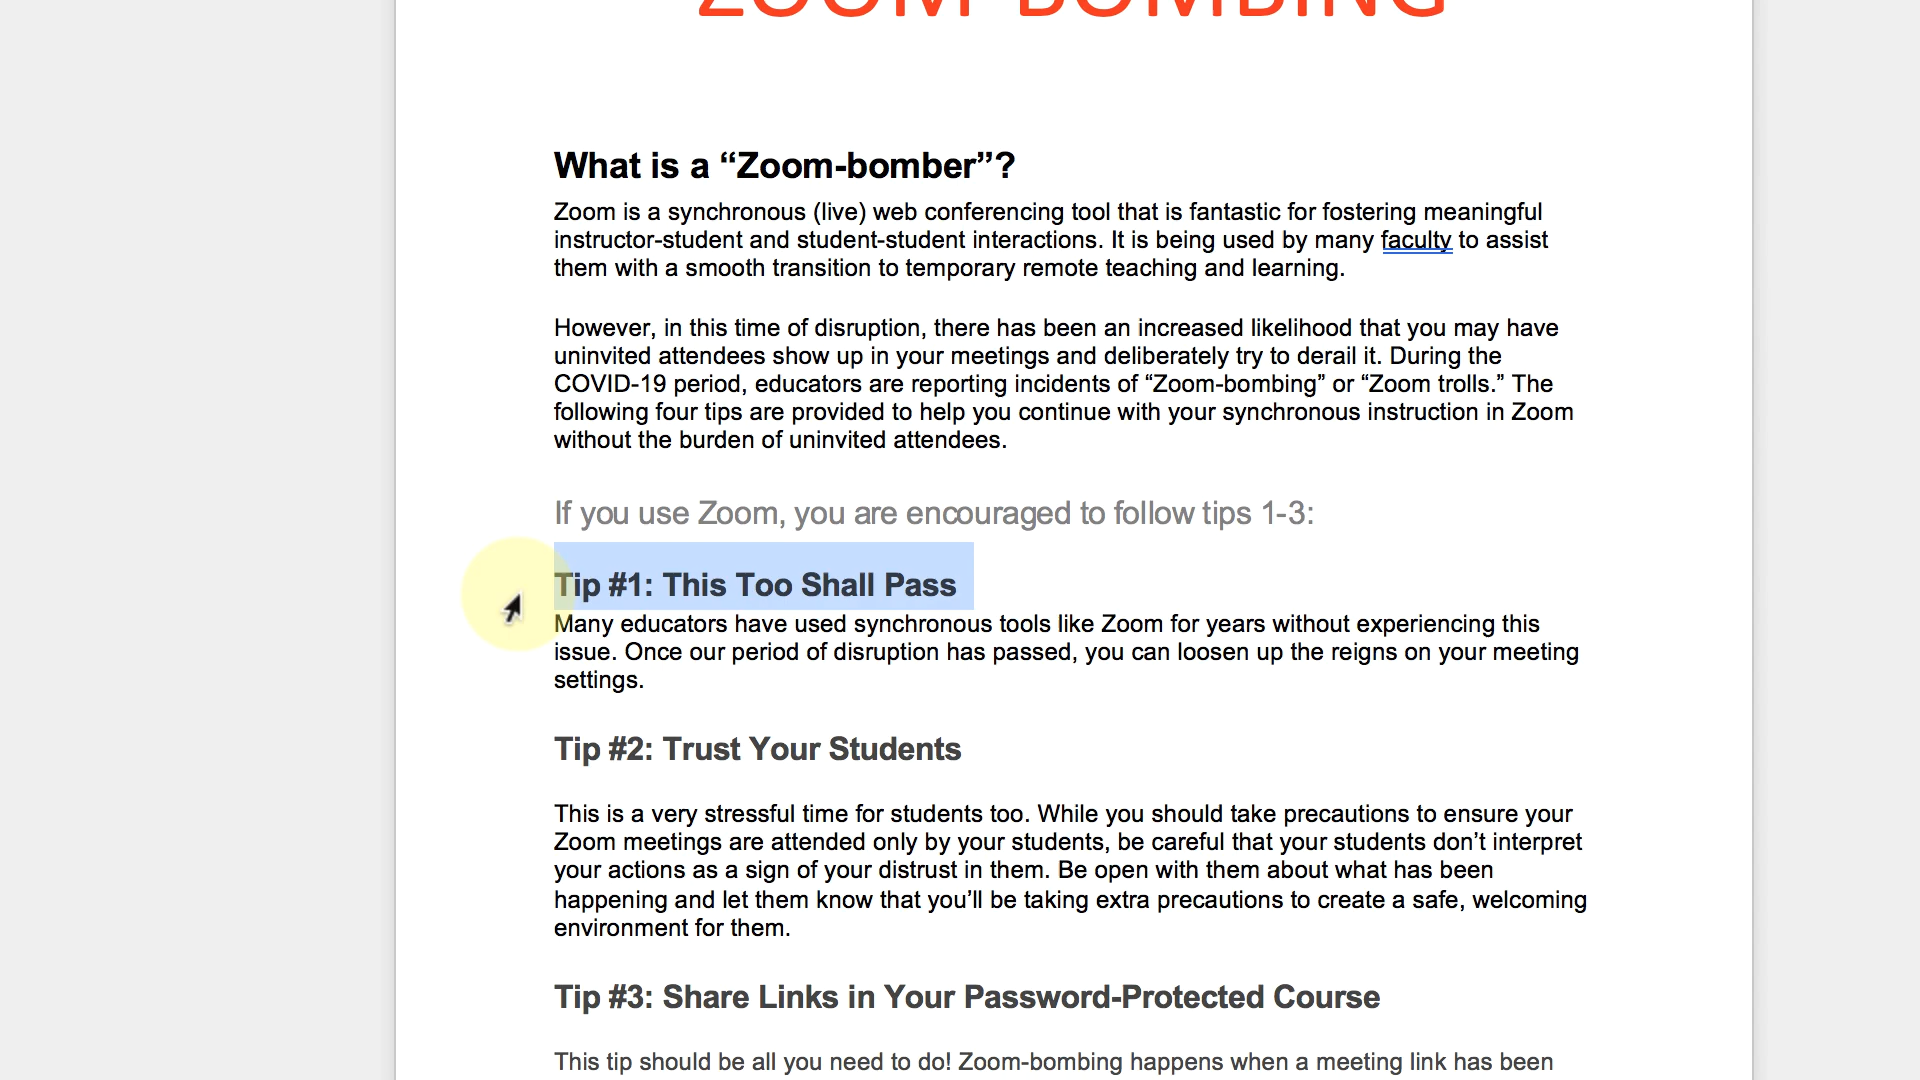 ZOOM-BOMBING
What is a “Zoom-bomber”?
Zoom is a synchronous (live) web conferencing tool that is fantastic for fostering meaningful
instructor-student and student-student interactions. It is being used by many faculty to assist
them with a smooth transition to temporary remote teaching and learning.
However, in this time of disruption, there has been an increased likelihood that you may have
uninvited attendees show up in your meetings and deliberately try to derail it. During the
COVID-19 period, educators are reporting incidents of “Zoom-bombing” or “Zoom trolls.” The
following four tips are provided to help you continue with your synchronous instruction in Zoom
without the burden of uninvited attendees.
If you use Zoom, you are encouraged to follow tips 1-3:
Tip #1: This Too Shall Pass
Many educators have used synchronous tools like Zoom for years without experiencing this
issue. Once our period of disruption has passed, you can loosen up the reigns on your meeting
settings.
Tip #2: Trust Your Students
This is a very stressful time for students too. While you should take precautions to ensure your
Zoom meetings are attended only by your students, be careful that your students don’t interpret
your actions as a sign of your distrust in them. Be open with them about what has been
happening and let them know that you’ll be taking extra precautions to create a safe, welcoming
environment for them.
Tip #3: Share Links in Your Password-Protected Course
This tip should be all you need to do! Zoom-bombing happens when a meeting link has been